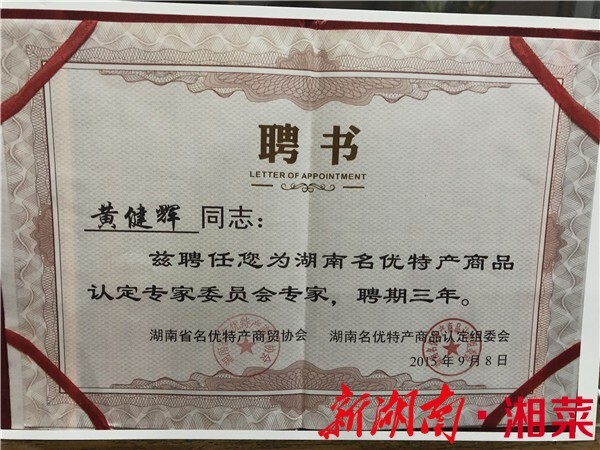 聘书
LETTER OF APPOINTMENT
黄健辉 同志：
兹聘任您为湖南名优特产商品
认定专家委员会专家，聘期三年。
湖南省名优特产商贸协会 湖南名优特产商品认定组委会
2015年9月8日
新湖南·湘菜